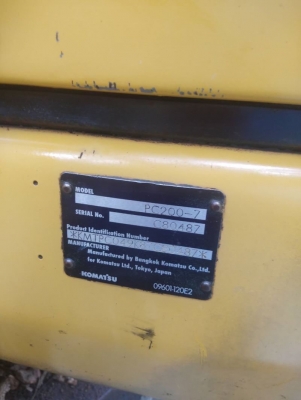 MODEL PC200-7
SERIAL No. C80487
Product Identification Number
MANUFACTURER
Manufactured by Bangkok Komatsu Co., Ltd.
for Komatsu Ltd., Tokyo, Japan
KOMATSU 09601-120E2